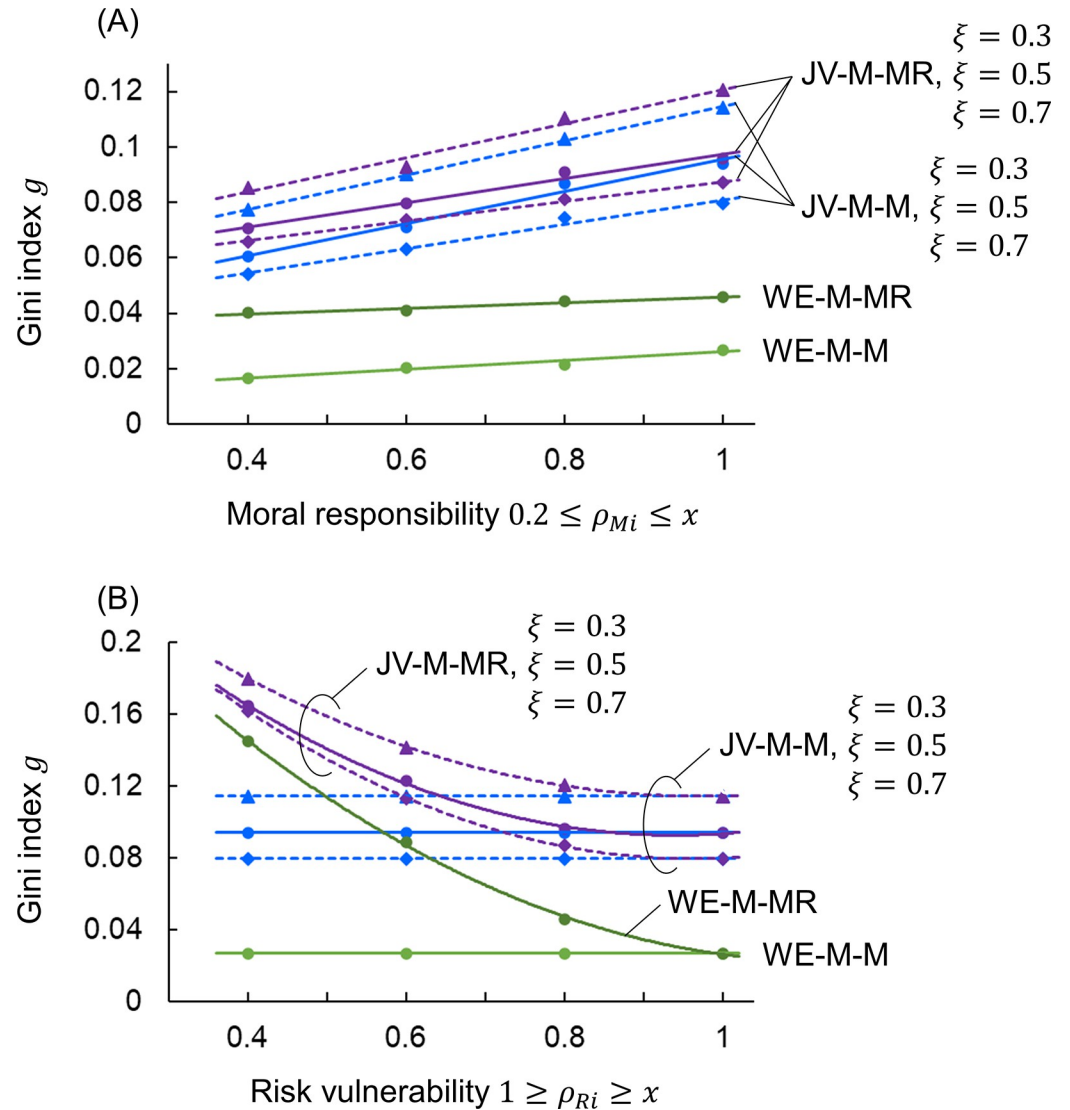 (A)
ξ = 0.3
JV-M-MR, ξ = 0.5
ξ = 0.7
ξ = 0.3
JV-M-M, ξ = 0.5
ξ = 0.7
WE-M-MR
WE-M-M
Gini index g
0.12
0.1
0.08
0.06
0.04
0.02
0
0.4 0.6 0.8 1
Moral responsibility 0.2 ≤ ρ_Mi ≤ x
(B)
ξ = 0.3
JV-M-MR, ξ = 0.5
ξ = 0.7
ξ = 0.3
JV-M-M, ξ = 0.5
ξ = 0.7
WE-M-MR
WE-M-M
Gini index g
0.2
0.16
0.12
0.08
0.04
0
0.4 0.6 0.8 1
Risk vulnerability 1 ≥ ρ_Ri ≥ x